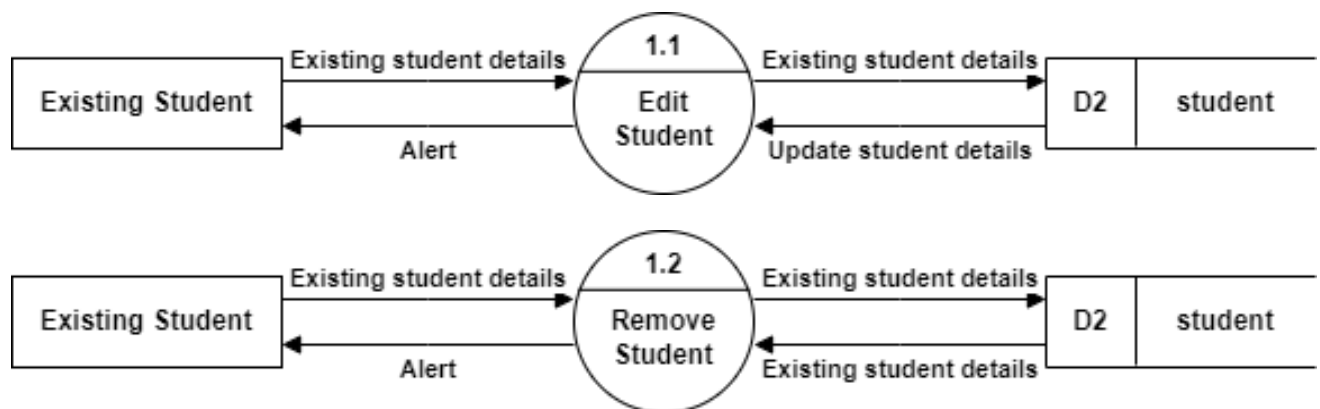 1.1
Existing student details
Existing student details
Existing Student
Edit
Student
D2
student
Alert
Update student details
1.2
Existing student details
Existing student details
Existing Student
Remove
Student
D2
student
Alert
Existing student details